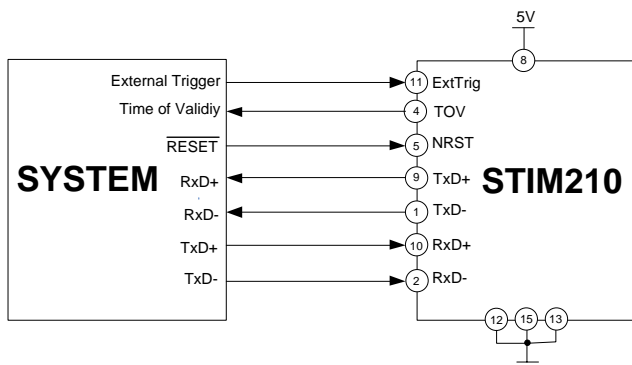 5V
8
External Trigger
11 ExtTrig
Time of Validiy
4 TOV
RESET
5 NRST
SYSTEM
STIM210
RxD+
9 TxD+
RxD-
1 TxD-
TxD+
10 RxD+
TxD-
2 RxD-
12 15 13